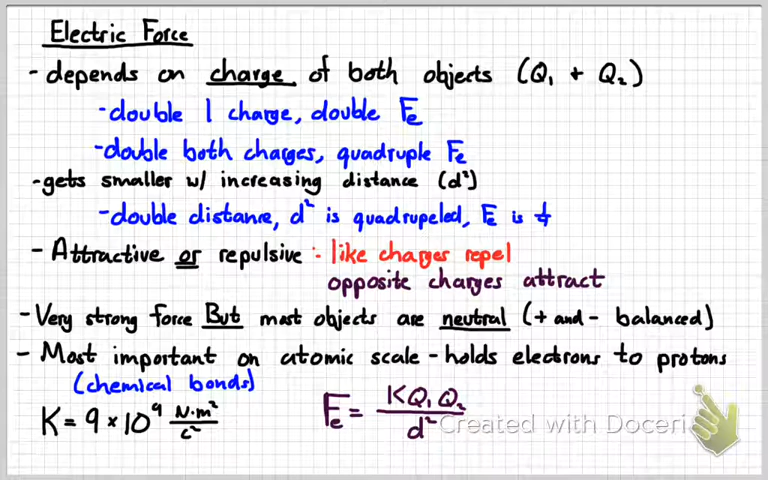 Electric Force
- depends on charge of both objects (Q₁ + Q₂)
- double 1 charge, double Fe
- double both charges, quadruple Fe
- gets smaller w/ increasing distance (d²)
- double distance, d² is quadrupeled, Fe is ¼
- Attractive or repulsive :- like charges repel
opposite charges attract
- Very strong force But most objects are neutral (+ and - balanced)
- Most important on atomic scale - holds electrons to protons
(chemical bonds)
K = 9 × 10⁹ N·m²/C²
Fe = KQ₁Q₂/d²
Created with Doceri